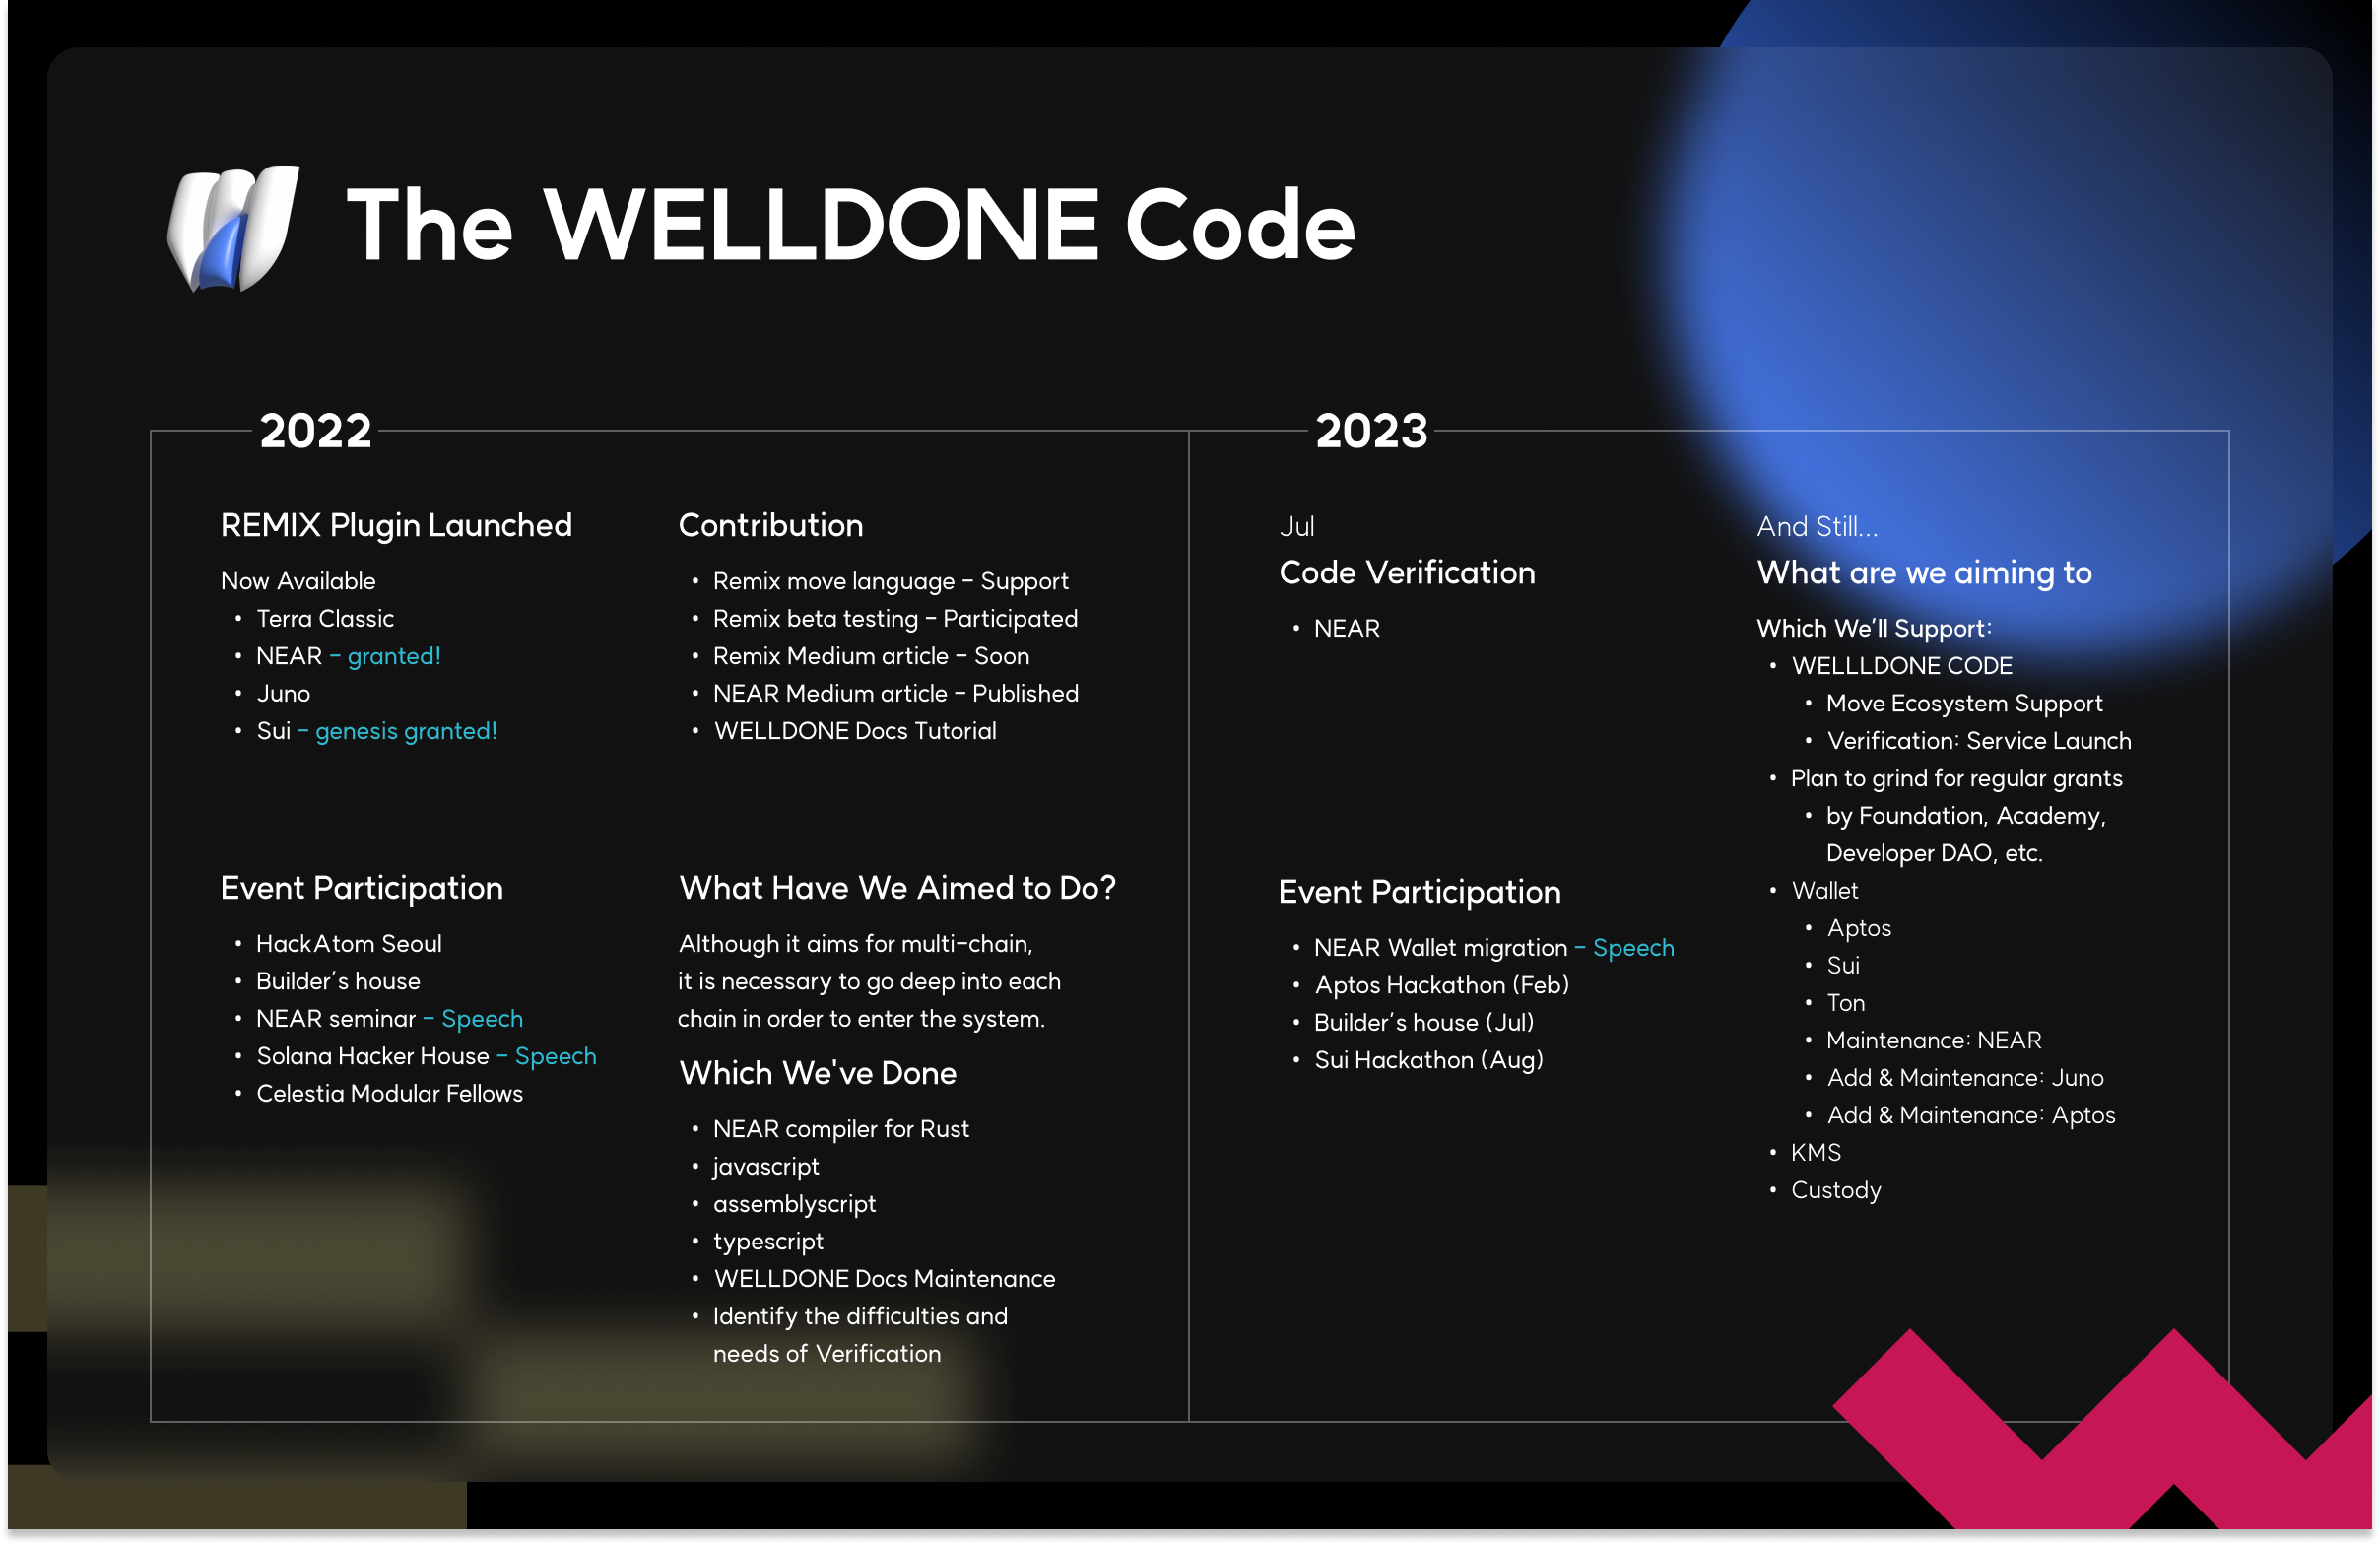 The WELLDONE Code
2022
REMIX Plugin Launched
Now Available
• Terra Classic
• NEAR - granted!
• Juno
• Sui - genesis granted!
Contribution
• Remix move language - Support
• Remix beta testing - Participated
• Remix Medium article - Soon
• NEAR Medium article - Published
• WELLDONE Docs Tutorial
Event Participation
• HackAtom Seoul
• Builder's house
• NEAR seminar - Speech
• Solana Hacker House - Speech
• Celestia Modular Fellows
What Have We Aimed to Do?
Although it aims for multi-chain,
it is necessary to go deep into each
chain in order to enter the system.
Which We've Done
• NEAR compiler for Rust
• javascript
• assemblyscript
• typescript
• WELLDONE Docs Maintenance
• Identify the difficulties and
needs of Verification
2023
Jul
Code Verification
• NEAR
Event Participation
• NEAR Wallet migration - Speech
• Aptos Hackathon (Feb)
• Builder's house (Jul)
• Sui Hackathon (Aug)
And Still...
What are we aiming to
Which We'll Support:
• WELLLDONE CODE
• Move Ecosystem Support
• Verification: Service Launch
• Plan to grind for regular grants
• by Foundation, Academy,
Developer DAO, etc.
• Wallet
• Aptos
• Sui
• Ton
• Maintenance: NEAR
• Add & Maintenance: Juno
• Add & Maintenance: Aptos
• KMS
• Custody